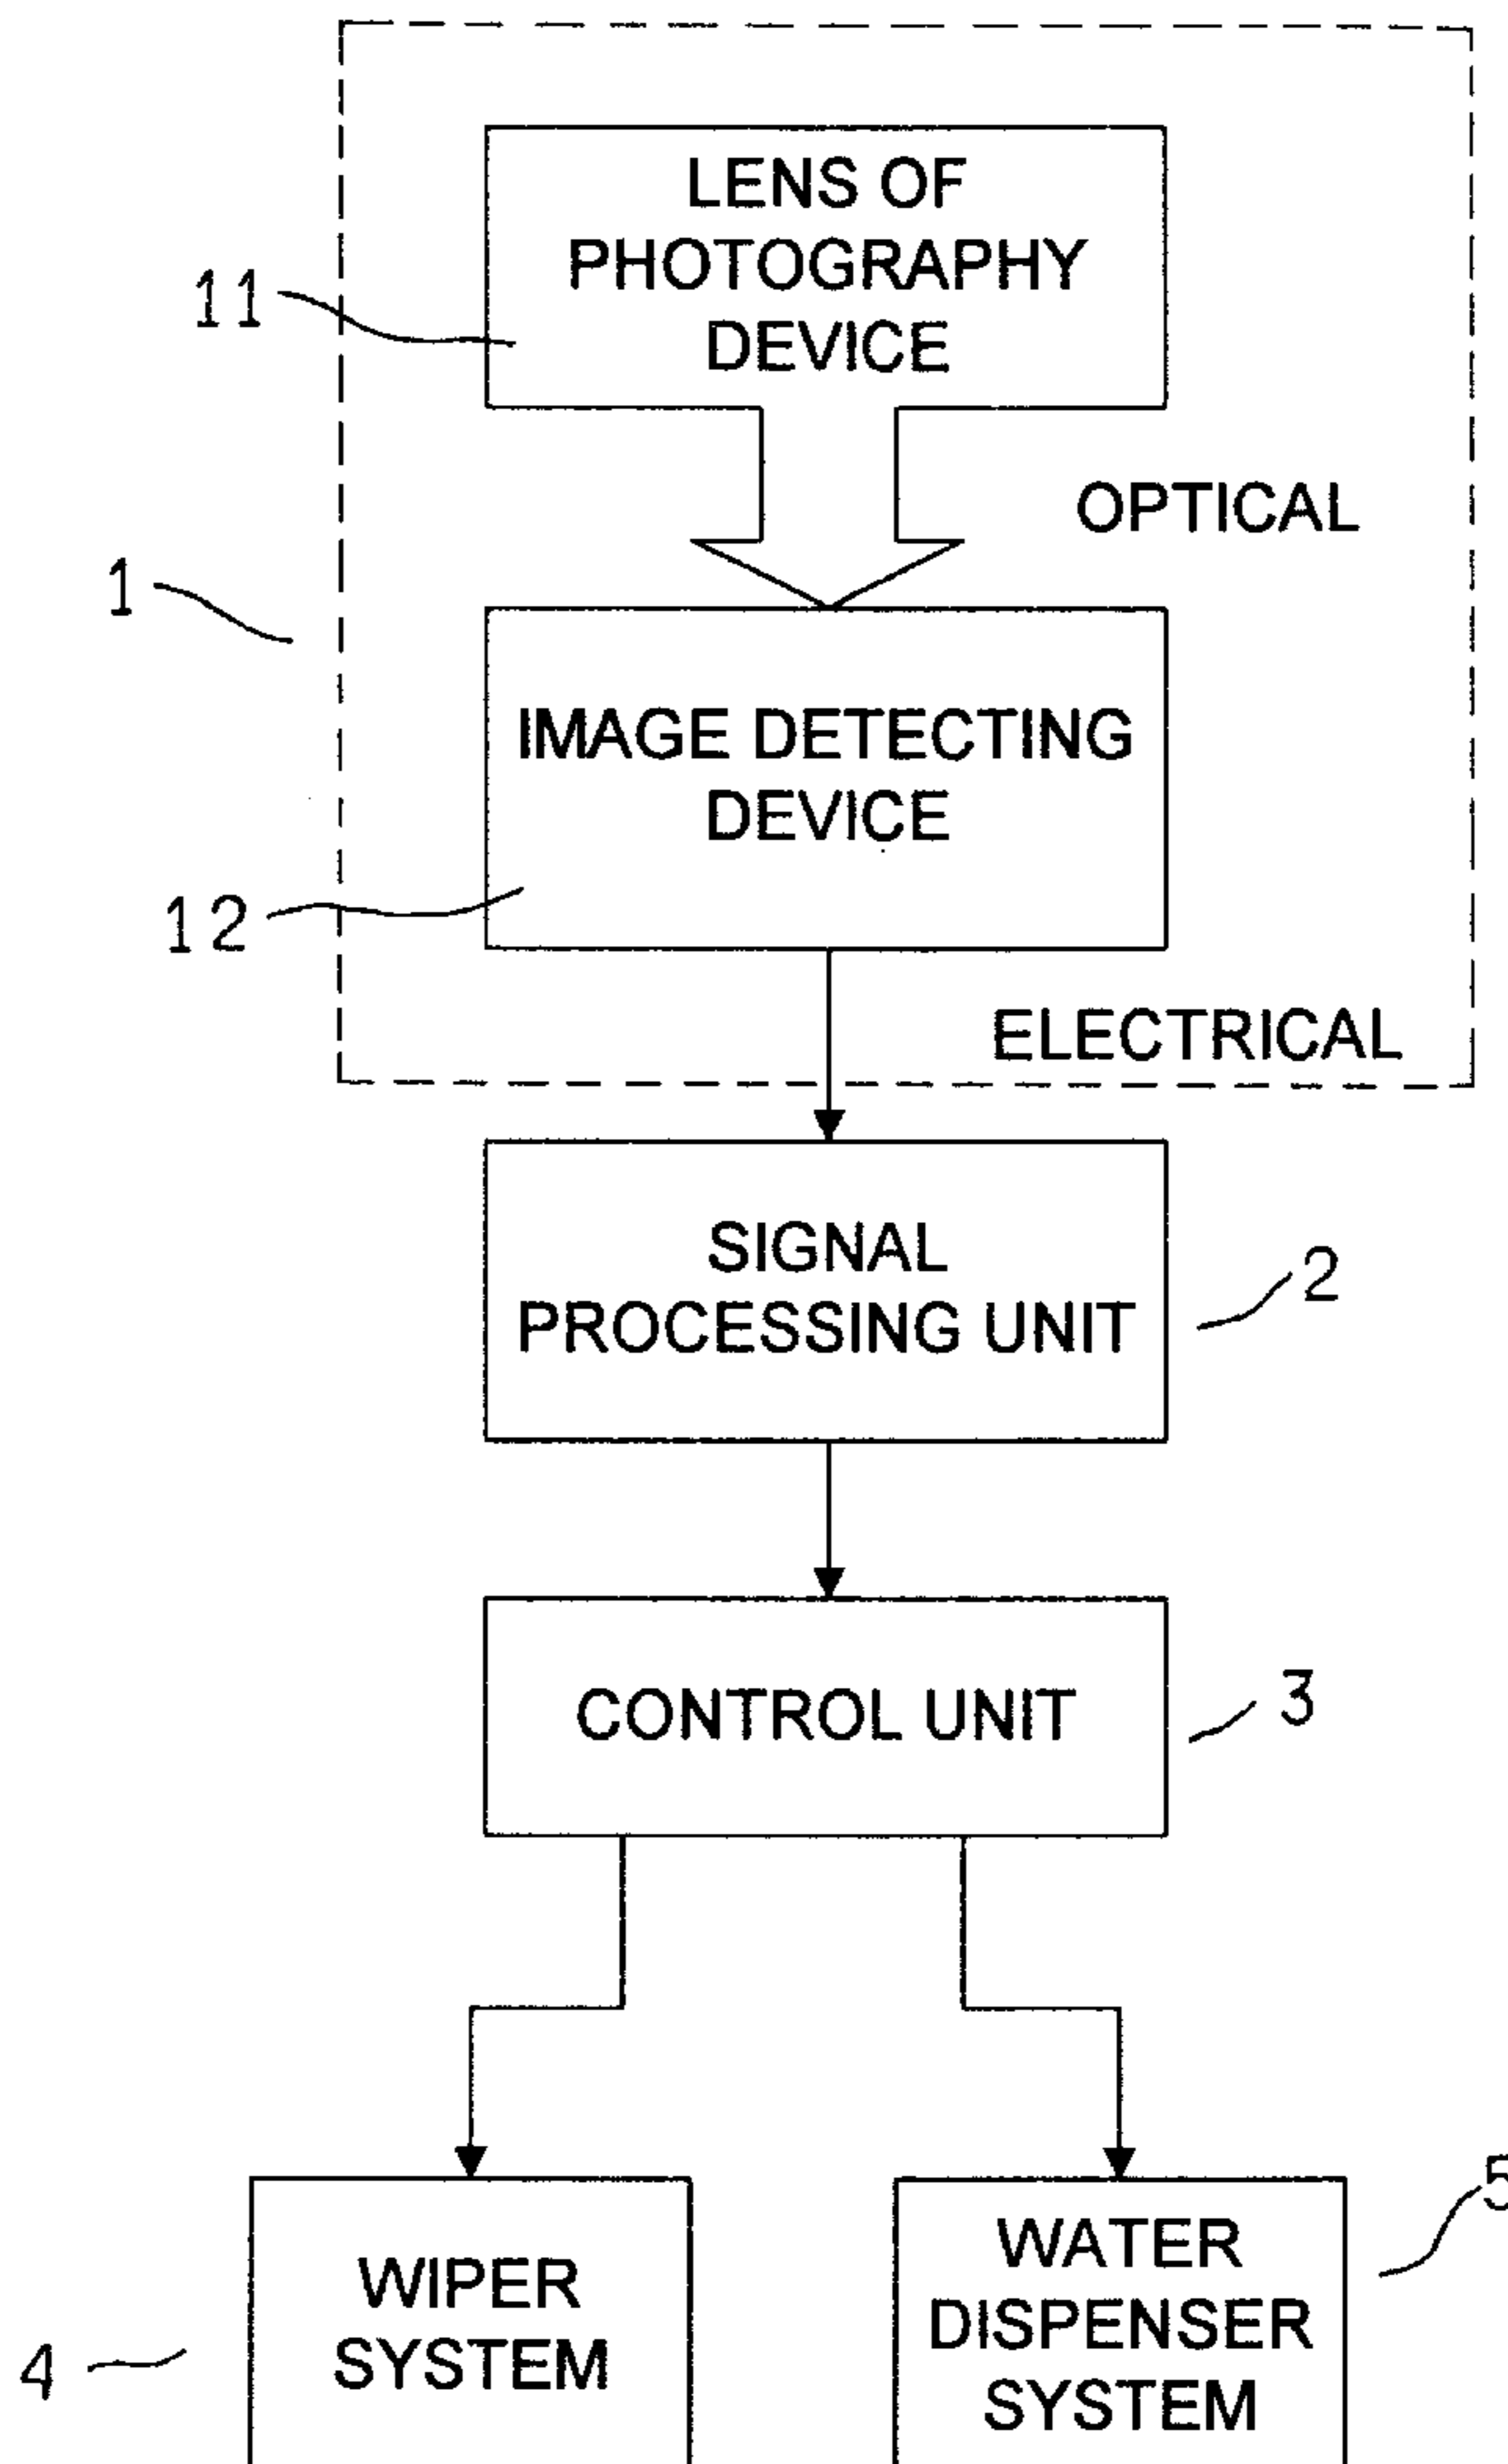 LENS OF
PHOTOGRAPHY
DEVICE
11
OPTICAL
1
IMAGE DETECTING
DEVICE
12
ELECTRICAL
SIGNAL
PROCESSING UNIT
2
CONTROL UNIT
3
WIPER
SYSTEM
4
WATER
DISPENSER
SYSTEM
5